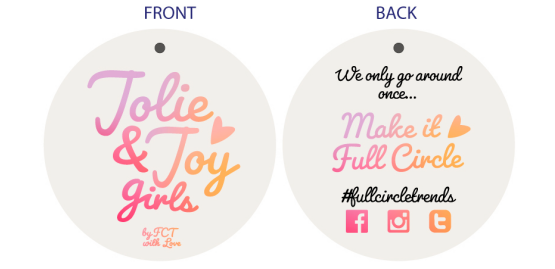 FRONT
BACK
Jolie
& Joy
girls
by FCT
with Love
We only go around
once...
Make it
Full Circle
#fullcircletrends